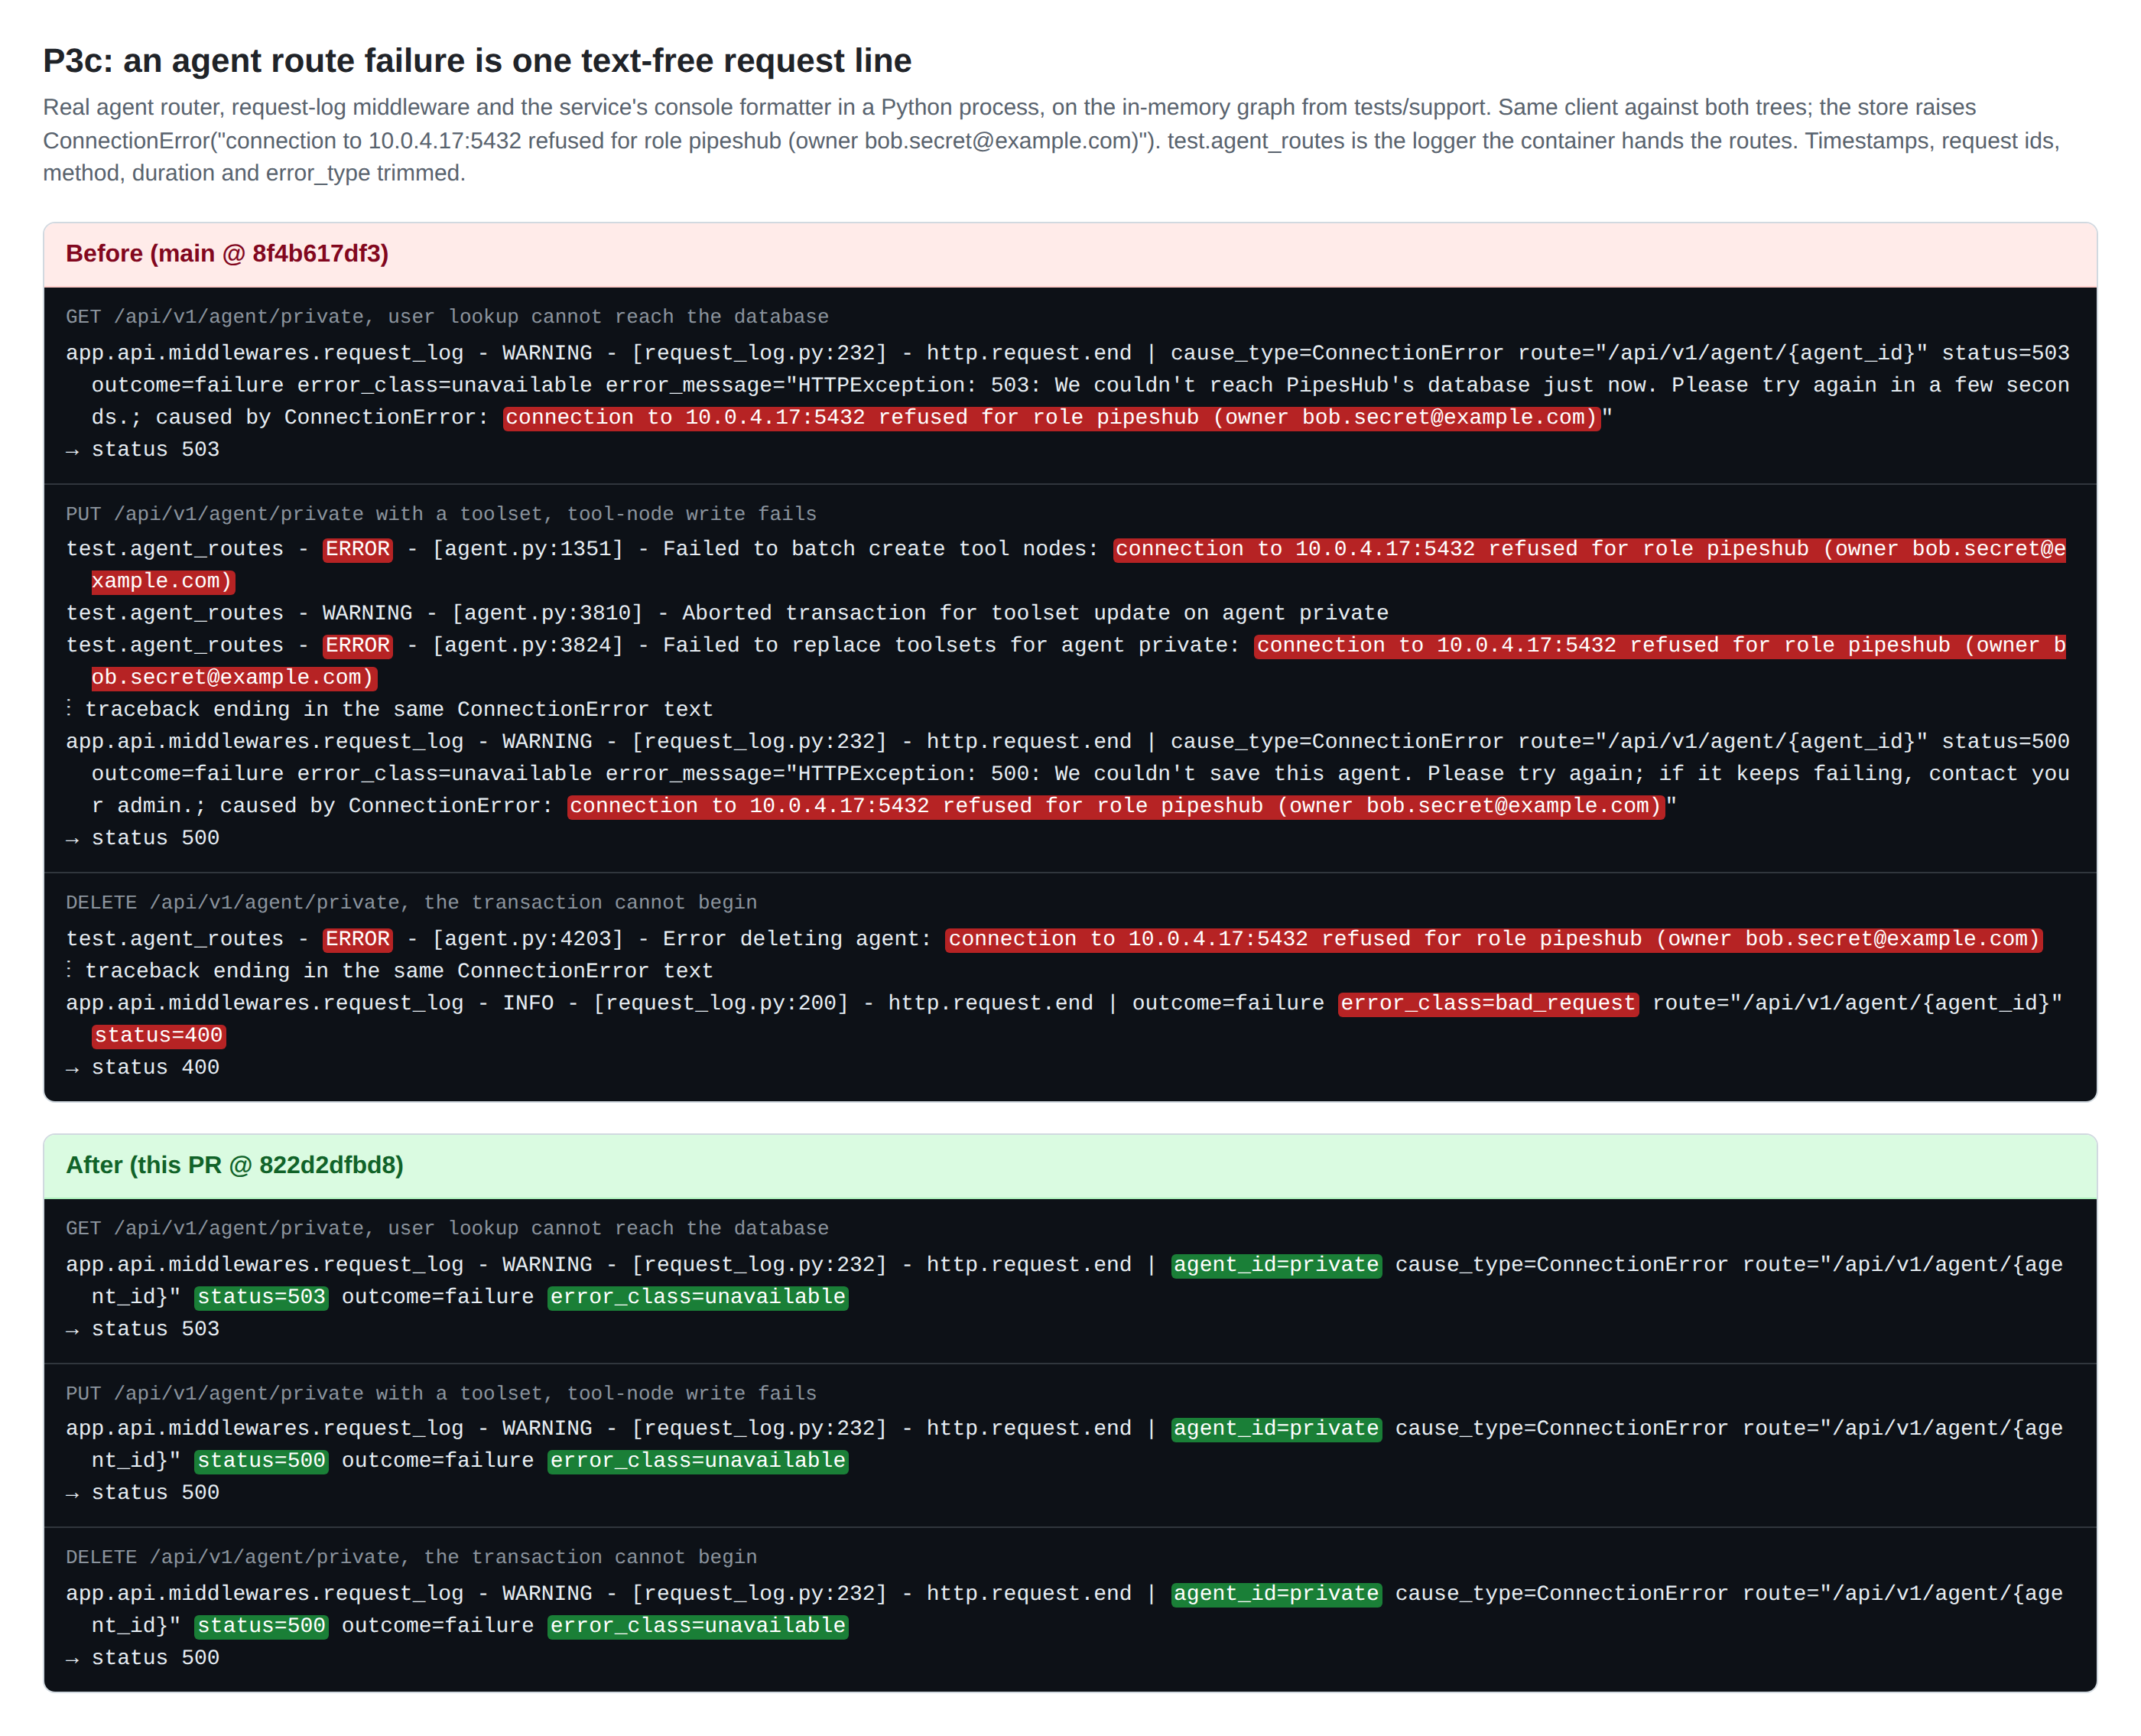 P3c: an agent route failure is one text-free request line
Real agent router, request-log middleware and the service's console formatter in a Python process, on the in-memory graph from tests/support. Same client against both trees; the store raises
ConnectionError("connection to 10.0.4.17:5432 refused for role pipeshub (owner bob.secret@example.com)"). test.agent_routes is the logger the container hands the routes. Timestamps, request ids,
method, duration and error_type trimmed.
Before (main @ 8f4b617df3)
GET /api/v1/agent/private, user lookup cannot reach the database
app.api.middlewares.request_log - WARNING - [request_log.py:232] - http.request.end | cause_type=ConnectionError route="/api/v1/agent/{agent_id}" status=503
outcome=failure error_class=unavailable error_message="HTTPException: 503: We couldn't reach PipesHub's database just now. Please try again in a few secon
ds.; caused by ConnectionError: connection to 10.0.4.17:5432 refused for role pipeshub (owner bob.secret@example.com)"
→ status 503
PUT /api/v1/agent/private with a toolset, tool-node write fails
test.agent_routes - ERROR - [agent.py:1351] - Failed to batch create tool nodes: connection to 10.0.4.17:5432 refused for role pipeshub (owner bob.secret@e
xample.com)
test.agent_routes - WARNING - [agent.py:3810] - Aborted transaction for toolset update on agent private
test.agent_routes - ERROR - [agent.py:3824] - Failed to replace toolsets for agent private: connection to 10.0.4.17:5432 refused for role pipeshub (owner b
ob.secret@example.com)
⋮ traceback ending in the same ConnectionError text
app.api.middlewares.request_log - WARNING - [request_log.py:232] - http.request.end | cause_type=ConnectionError route="/api/v1/agent/{agent_id}" status=500
outcome=failure error_class=unavailable error_message="HTTPException: 500: We couldn't save this agent. Please try again; if it keeps failing, contact you
r admin.; caused by ConnectionError: connection to 10.0.4.17:5432 refused for role pipeshub (owner bob.secret@example.com)"
→ status 500
DELETE /api/v1/agent/private, the transaction cannot begin
test.agent_routes - ERROR - [agent.py:4203] - Error deleting agent: connection to 10.0.4.17:5432 refused for role pipeshub (owner bob.secret@example.com)
⋮ traceback ending in the same ConnectionError text
app.api.middlewares.request_log - INFO - [request_log.py:200] - http.request.end | outcome=failure error_class=bad_request route="/api/v1/agent/{agent_id}"
status=400
→ status 400
After (this PR @ 822d2dfbd8)
GET /api/v1/agent/private, user lookup cannot reach the database
app.api.middlewares.request_log - WARNING - [request_log.py:232] - http.request.end | agent_id=private cause_type=ConnectionError route="/api/v1/agent/{age
nt_id}" status=503 outcome=failure error_class=unavailable
→ status 503
PUT /api/v1/agent/private with a toolset, tool-node write fails
app.api.middlewares.request_log - WARNING - [request_log.py:232] - http.request.end | agent_id=private cause_type=ConnectionError route="/api/v1/agent/{age
nt_id}" status=500 outcome=failure error_class=unavailable
→ status 500
DELETE /api/v1/agent/private, the transaction cannot begin
app.api.middlewares.request_log - WARNING - [request_log.py:232] - http.request.end | agent_id=private cause_type=ConnectionError route="/api/v1/agent/{age
nt_id}" status=500 outcome=failure error_class=unavailable
→ status 500